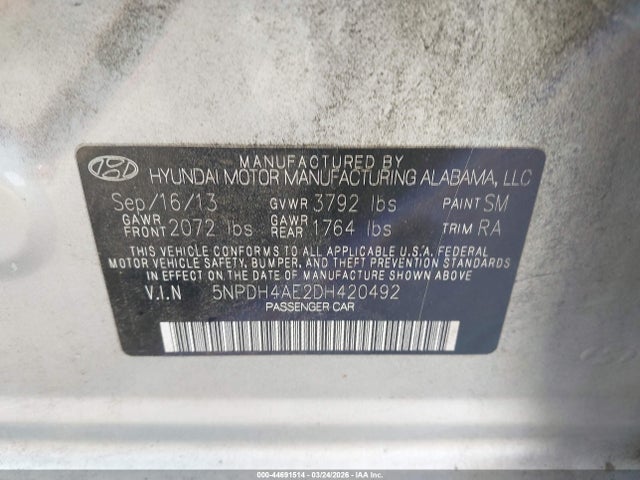 MANUFACTURED BY
HYUNDAI MOTOR MANUFACTURING ALABAMA, LLC
Sep/16/13 GVWR 3792 lbs PAINT SM
GAWR FRONT 2072 lbs GAWR REAR 1764 lbs TRIM RA
THIS VEHICLE CONFORMS TO ALL APPLICABLE U.S.A. FEDERAL
MOTOR VEHICLE SAFETY, BUMPER, AND THEFT PREVENTION STANDARDS
IN EFFECT ON THE DATE OF MANUFACTURE SHOWN ABOVE.
V.I.N 5NPDH4AE2DH420492
PASSENGER CAR
000-44691514 | 03/24/2026 | COPYRIGHT IAA, LLC